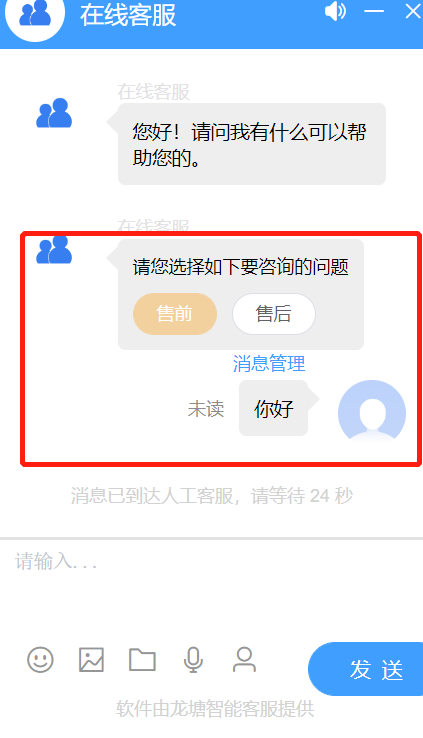 在线客服
在线客服
您好！请问我有什么可以帮
助您的。
在线客服
请您选择如下要咨询的问题
售前 售后
消息管理
未读 你好
消息已到达人工客服，请等待 24 秒
请输入...
发 送
软件由龙塘智能客服提供